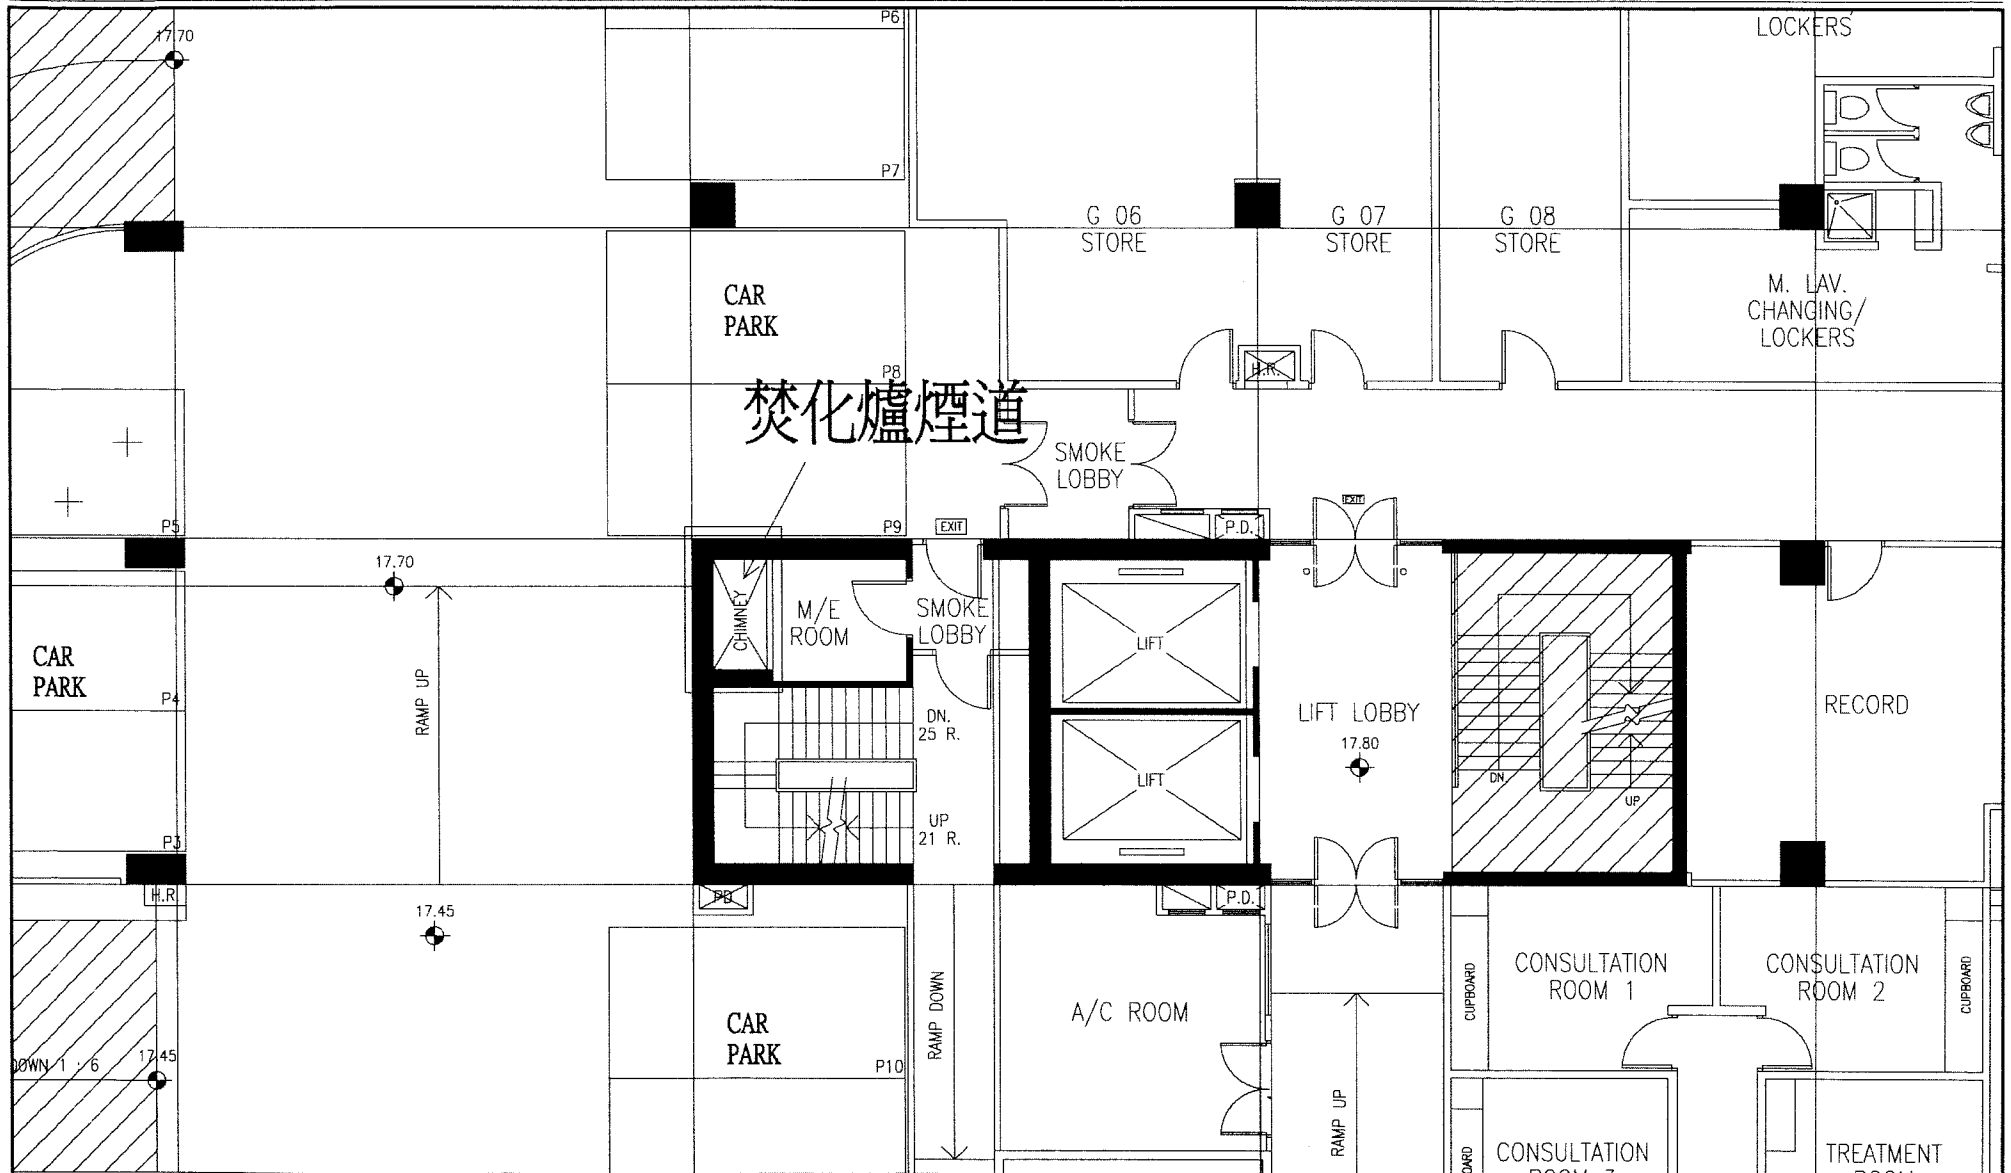 P6
LOCKERS
17.70
P7
G 06
STORE
G 07
STORE
G 08
STORE
M. LAV.
CHANGING/
LOCKERS
CAR
PARK
P8
H.R.
焚化爐煙道
SMOKE
LOBBY
EXIT
P5
P9
EXIT
P.D.
17.70
CHIMNEY
M/E
ROOM
SMOKE
LOBBY
LIFT
CAR
PARK
P4
RAMP UP
DN.
25 R.
LIFT LOBBY
17.80
RECORD
LIFT
DN.
UP
UP
21 R.
P3
H.R.
PD
P.D.
17.45
CUPBOARD
CONSULTATION
ROOM 1
CONSULTATION
ROOM 2
CUPBOARD
RAMP DOWN
A/C ROOM
CAR
PARK
17.45
DOWN 1 : 6
P10
RAMP UP
CONSULTATION
TREATMENT